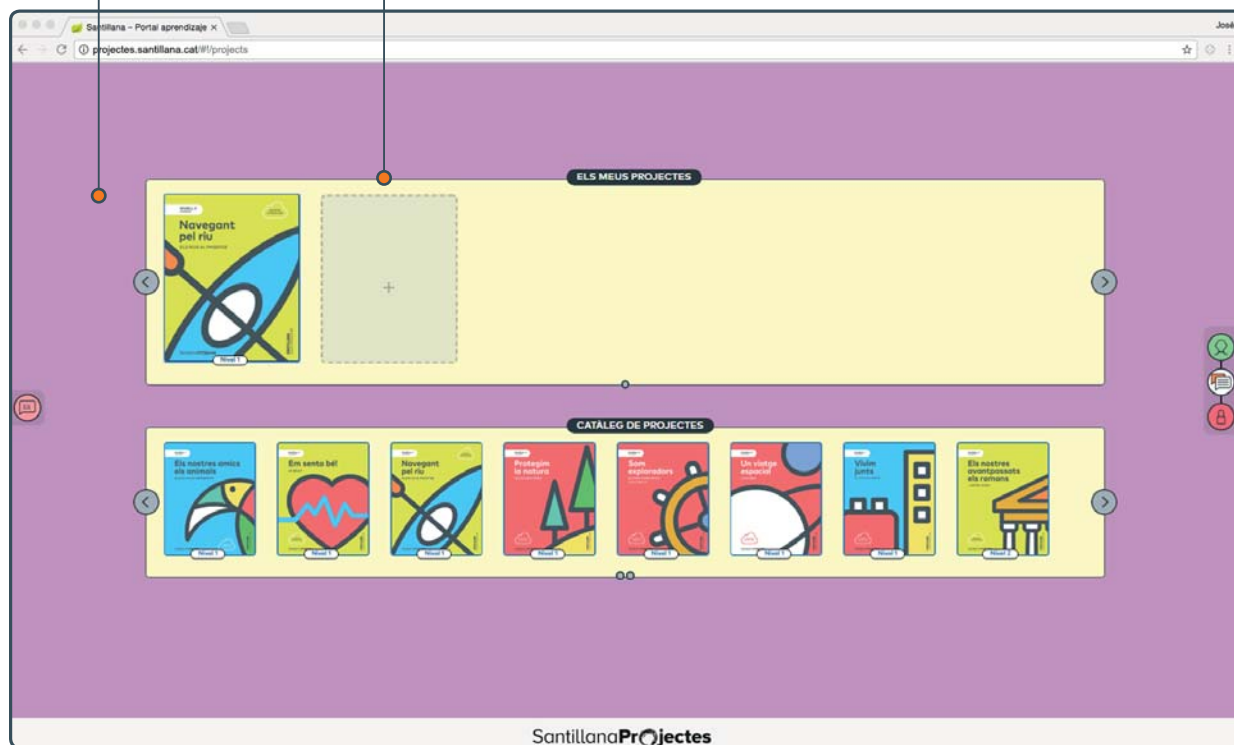 Santillana – Portal aprendizaje ×
José
projectes.santillana.cat/#!/projects
ELS MEUS PROJECTES
Navegant
pel riu
Nivel 1
+
CATÀLEG DE PROJECTES
Els nostres amics
els animals
Nivel 1
Em sento bé!
Nivel 1
Navegant
pel riu
Nivel 1
Protegim
la natura
Nivel 1
Som
exploradors
Nivel 1
Un viatge
espacial
Nivel 1
Vivim
junts
Nivel 1
Els nostres
avantpassats
els romans
Nivel 2
SantillanaProjectes